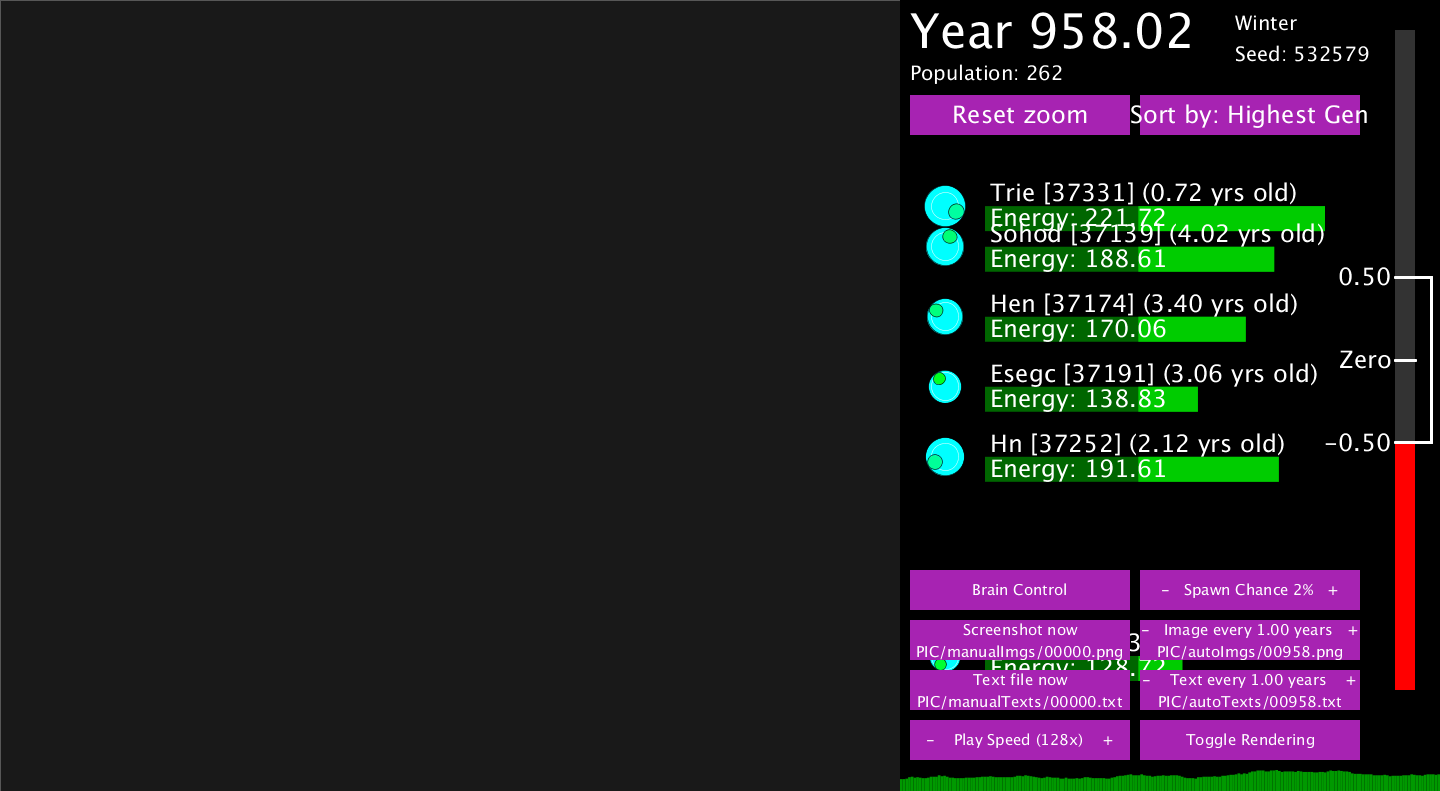 Year 958.02
Winter
Seed: 532579
Population: 262
Reset zoom
Sort by: Highest Gen
Trie [37331] (0.72 yrs old)
Energy: 221.72
Sohod [37139] (4.02 yrs old)
Energy: 188.61
Hen [37174] (3.40 yrs old)
Energy: 170.06
Esegc [37191] (3.06 yrs old)
Energy: 138.83
Hn [37252] (2.12 yrs old)
Energy: 191.61
0.50
Zero
-0.50
Brain Control
- Spawn Chance 2% +
Screenshot now
PIC/manualImgs/00000.png
- Image every 1.00 years +
PIC/autoImgs/00958.png
Energy: 128.72
Text file now
PIC/manualTexts/00000.txt
- Text every 1.00 years +
PIC/autoTexts/00958.txt
- Play Speed (128x) +
Toggle Rendering